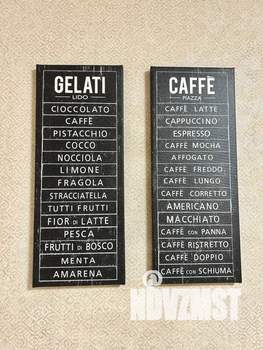 GELATI
LIDO
CIOCCOLATO
CAFFÈ
PISTACCHIO
COCCO
NOCCIOLA
LIMONE
FRAGOLA
STRACCIATELLA
TUTTI FRUTTI
FIOR DI LATTE
PESCA
FRUTTI DI BOSCO
MENTA
AMARENA
CAFFÈ
PIAZZA
CAFFÈ LATTE
CAPPUCCINO
ESPRESSO
CAFFÈ MOCHA
AFFOGATO
CAFFÈ FREDDO
CAFFÈ LUNGO
CAFFÈ CORRETTO
AMERICANO
MACCHIATO
CAFFÈ CON PANNA
CAFFÈ RISTRETTO
CAFFÈ DOPPIO
CAFFÈ CON SCHIUMA